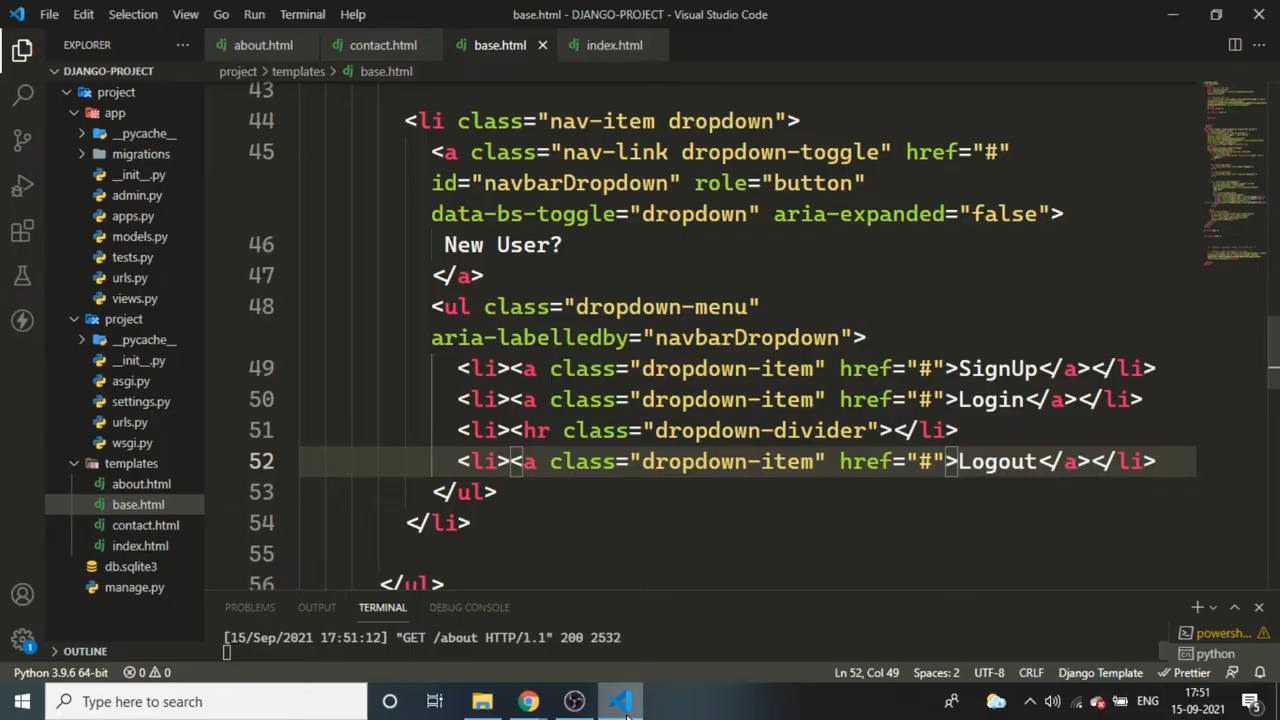 File Edit Selection View Go Run Terminal Help
base.html - DJANGO-PROJECT - Visual Studio Code
EXPLORER
about.html
contact.html
base.html
index.html
DJANGO-PROJECT
project > templates > base.html
project
app
__pycache__
migrations
__init__.py
admin.py
apps.py
models.py
tests.py
urls.py
views.py
project
__pycache__
__init__.py
asgi.py
settings.py
urls.py
wsgi.py
templates
about.html
base.html
contact.html
index.html
db.sqlite3
manage.py
OUTLINE
43
44 <li class="nav-item dropdown">
45 <a class="nav-link dropdown-toggle" href="#"
id="navbarDropdown" role="button"
data-bs-toggle="dropdown" aria-expanded="false">
46 New User?
47 </a>
48 <ul class="dropdown-menu"
aria-labelledby="navbarDropdown">
49 <li><a class="dropdown-item" href="#">SignUp</a></li>
50 <li><a class="dropdown-item" href="#">Login</a></li>
51 <li><hr class="dropdown-divider"></li>
52 <li><a class="dropdown-item" href="#">Logout</a></li>
53 </ul>
54 </li>
55
56 </ul>
PROBLEMS OUTPUT TERMINAL DEBUG CONSOLE
[15/Sep/2021 17:51:12] "GET /about HTTP/1.1" 200 2532
powersh...
python
1
Python 3.9.6 64-bit 0 0
Ln 52, Col 49 Spaces: 2 UTF-8 CRLF Django Template Prettier
Type here to search
ENG
17:51
15-09-2021
5